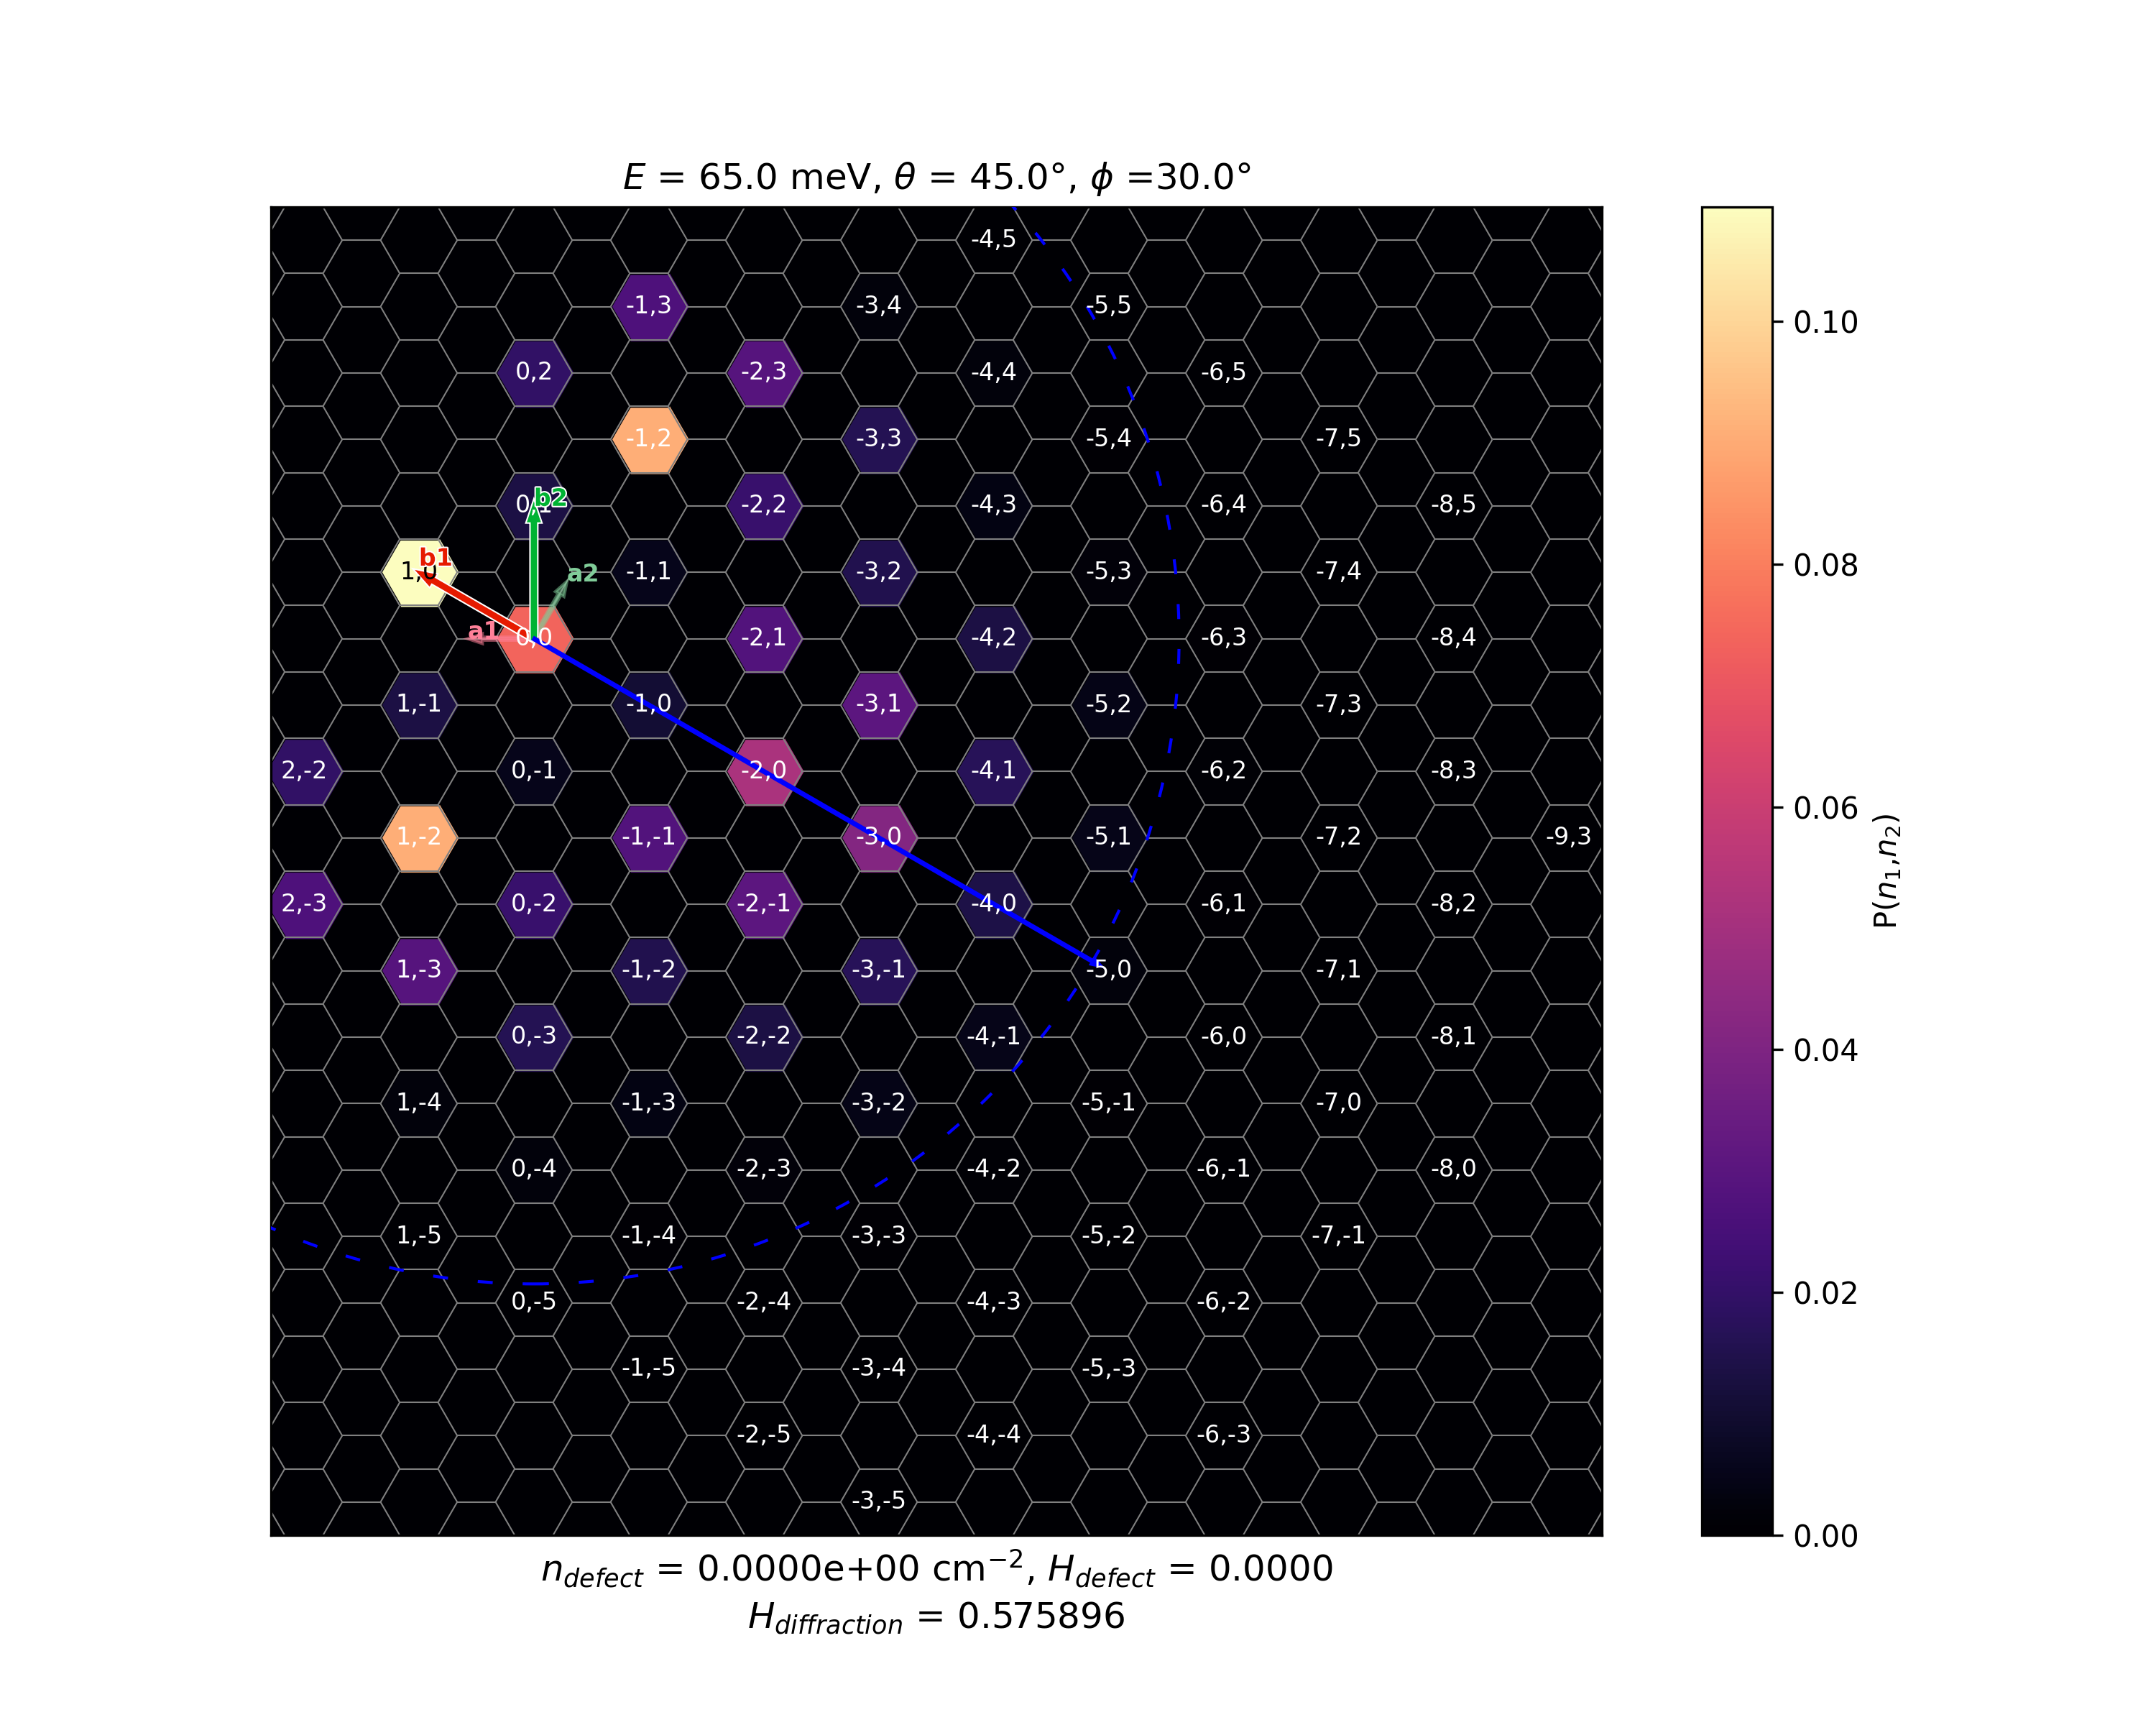 E = 65.0 meV, θ = 45.0°, ϕ =30.0°
-4,5
-1,3 -3,4 -5,5
0,2 -2,3 -4,4 -6,5
-1,2 -3,3 -5,4 -7,5
0,1 b2 -2,2 -4,3 -6,4 -8,5
1,0 b1 a2 -1,1 -3,2 -5,3 -7,4
a1 0,0 -2,1 -4,2 -6,3 -8,4
1,-1 -1,0 -3,1 -5,2 -7,3
2,-2 0,-1 -2,0 -4,1 -6,2 -8,3
1,-2 -1,-1 -3,0 -5,1 -7,2 -9,3
2,-3 0,-2 -2,-1 -4,0 -6,1 -8,2
1,-3 -1,-2 -3,-1 -5,0 -7,1
0,-3 -2,-2 -4,-1 -6,0 -8,1
1,-4 -1,-3 -3,-2 -5,-1 -7,0
0,-4 -2,-3 -4,-2 -6,-1 -8,0
1,-5 -1,-4 -3,-3 -5,-2 -7,-1
0,-5 -2,-4 -4,-3 -6,-2
-1,-5 -3,-4 -5,-3
-2,-5 -4,-4 -6,-3
-3,-5
0.10
0.08
0.06
0.04
0.02
0.00
P(n₁,n₂)
n_defect = 0.0000e+00 cm⁻², H_defect = 0.0000
H_diffraction = 0.575896